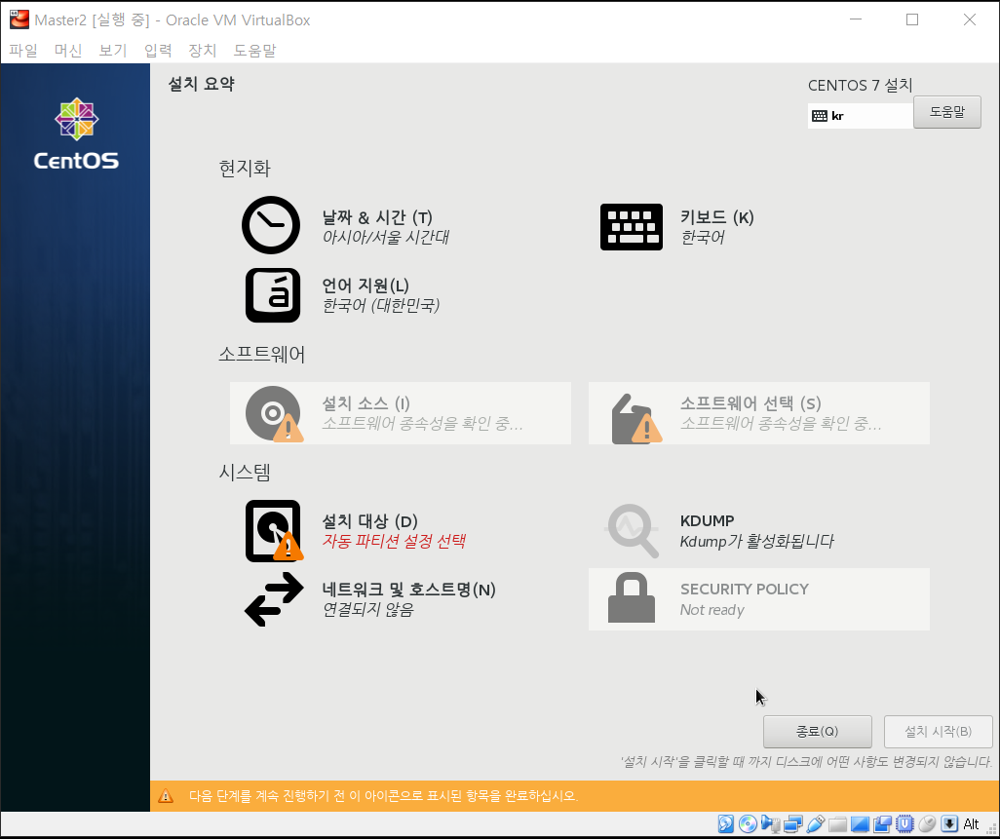 Master2 [실행 중] - Oracle VM VirtualBox
파일 머신 보기 입력 장치 도움말
설치 요약
CENTOS 7 설치
kr
도움말
CentOS
현지화
날짜 & 시간 (T)
아시아/서울 시간대
키보드 (K)
한국어
언어 지원(L)
한국어 (대한민국)
소프트웨어
설치 소스 (I)
소프트웨어 종속성을 확인 중...
소프트웨어 선택 (S)
소프트웨어 종속성을 확인 중...
시스템
설치 대상 (D)
자동 파티션 설정 선택
KDUMP
Kdump가 활성화됩니다
네트워크 및 호스트명(N)
연결되지 않음
SECURITY POLICY
Not ready
종료(Q)
설치 시작(B)
'설치 시작'을 클릭할 때 까지 디스크에 어떤 사항도 변경되지 않습니다.
다음 단계를 계속 진행하기 전 이 아이콘으로 표시된 항목을 완료하십시오.
Alt